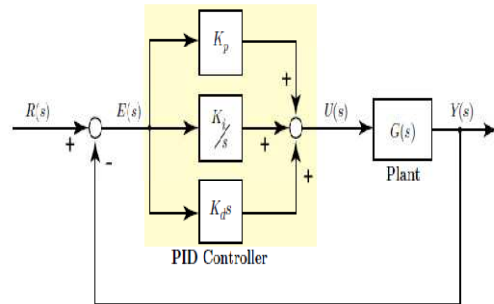 K_p
R(s)
E(s)
+
U(s)
Y(s)
K_i/s
G(s)
+
+
-
+
Plant
K_d s
PID Controller